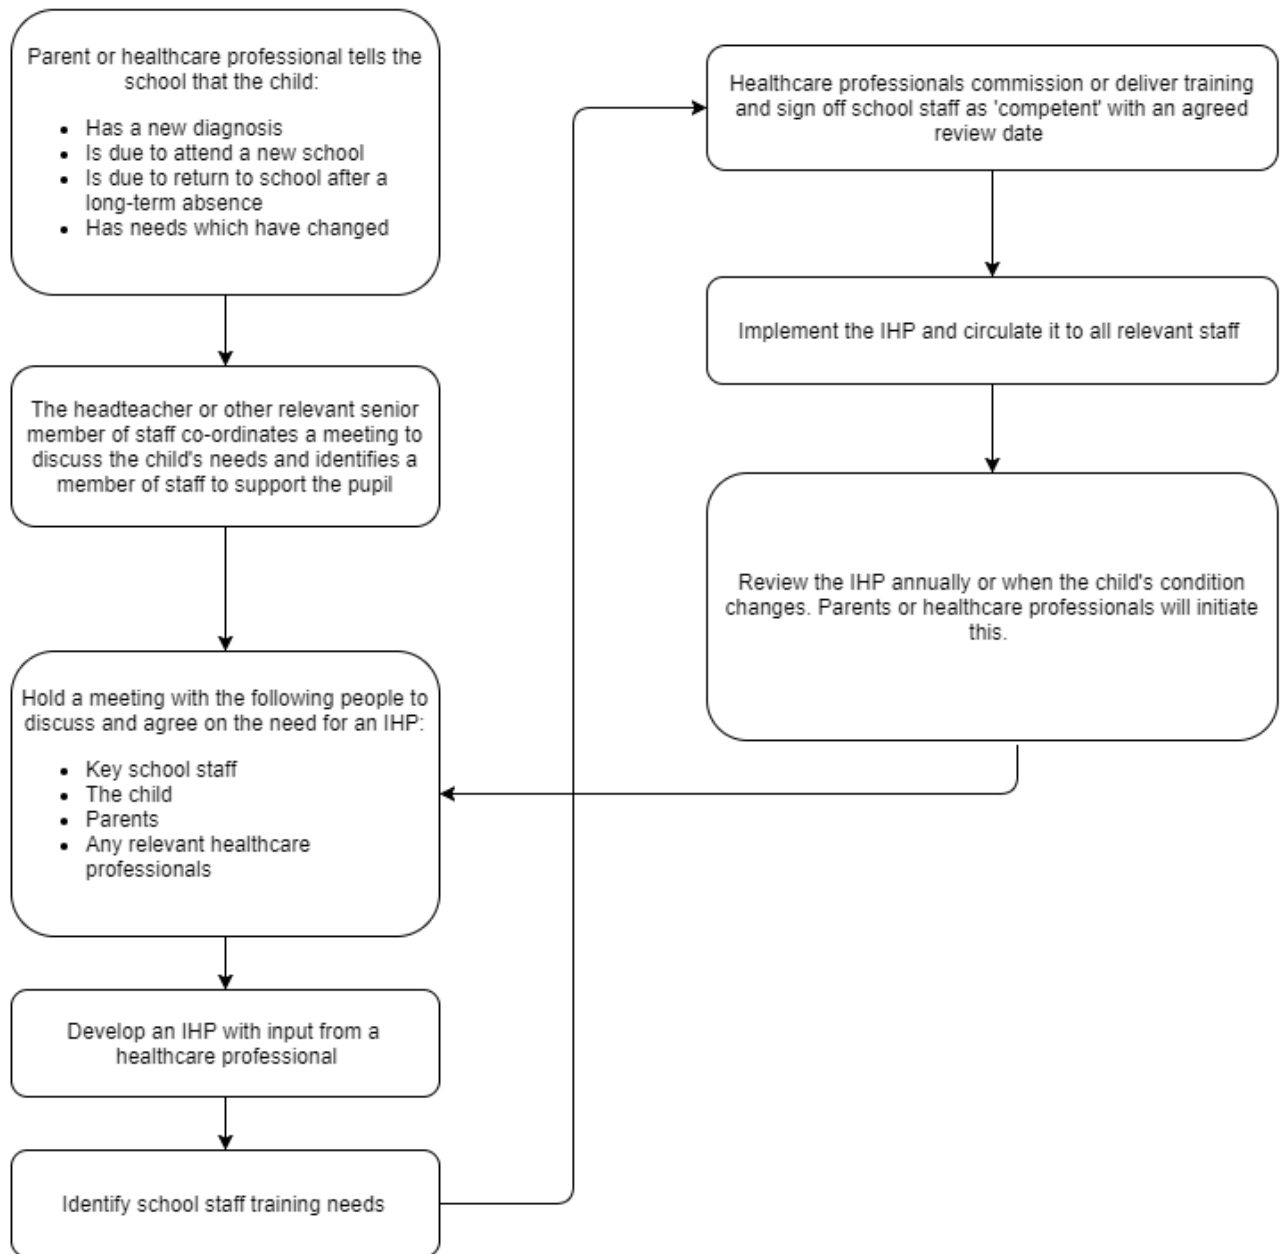 Parent or healthcare professional tells the
school that the child:
• Has a new diagnosis
• Is due to attend a new school
• Is due to return to school after a
long-term absence
• Has needs which have changed
The headteacher or other relevant senior
member of staff co-ordinates a meeting to
discuss the child's needs and identifies a
member of staff to support the pupil
Hold a meeting with the following people to
discuss and agree on the need for an IHP:
• Key school staff
• The child
• Parents
• Any relevant healthcare
professionals
Develop an IHP with input from a
healthcare professional
Identify school staff training needs
Healthcare professionals commission or deliver training
and sign off school staff as 'competent' with an agreed
review date
Implement the IHP and circulate it to all relevant staff
Review the IHP annually or when the child's condition
changes. Parents or healthcare professionals will initiate
this.